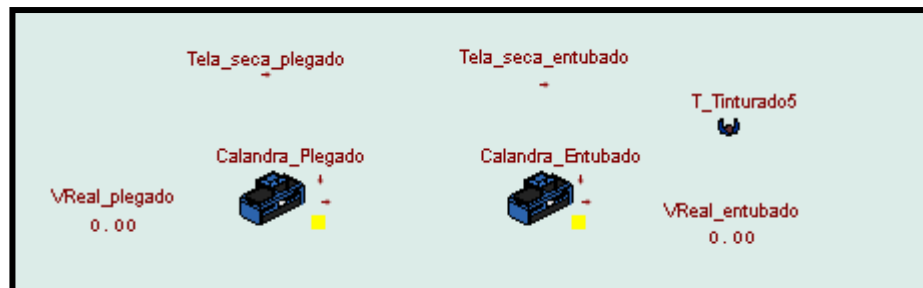 Tela_seca_plegado
Tela_seca_entubado
T_Tinturado5
Calandra_Plegado
Calandra_Entubado
VReal_plegado
0.00
VReal_entubado
0.00